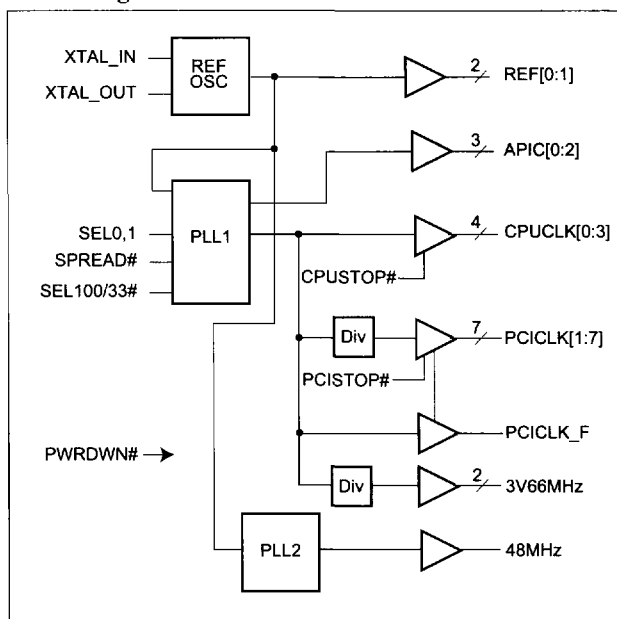 XTAL_IN
XTAL_OUT
REF
OSC
2
REF[0:1]
3
APIC[0:2]
SEL0,1
SPREAD#
SEL100/33#
PLL1
4
CPUCLK[0:3]
CPUSTOP#
Div
7
PCICLK[1:7]
PCISTOP#
PCICLK_F
PWRDWN#
Div
2
3V66MHz
PLL2
48MHz